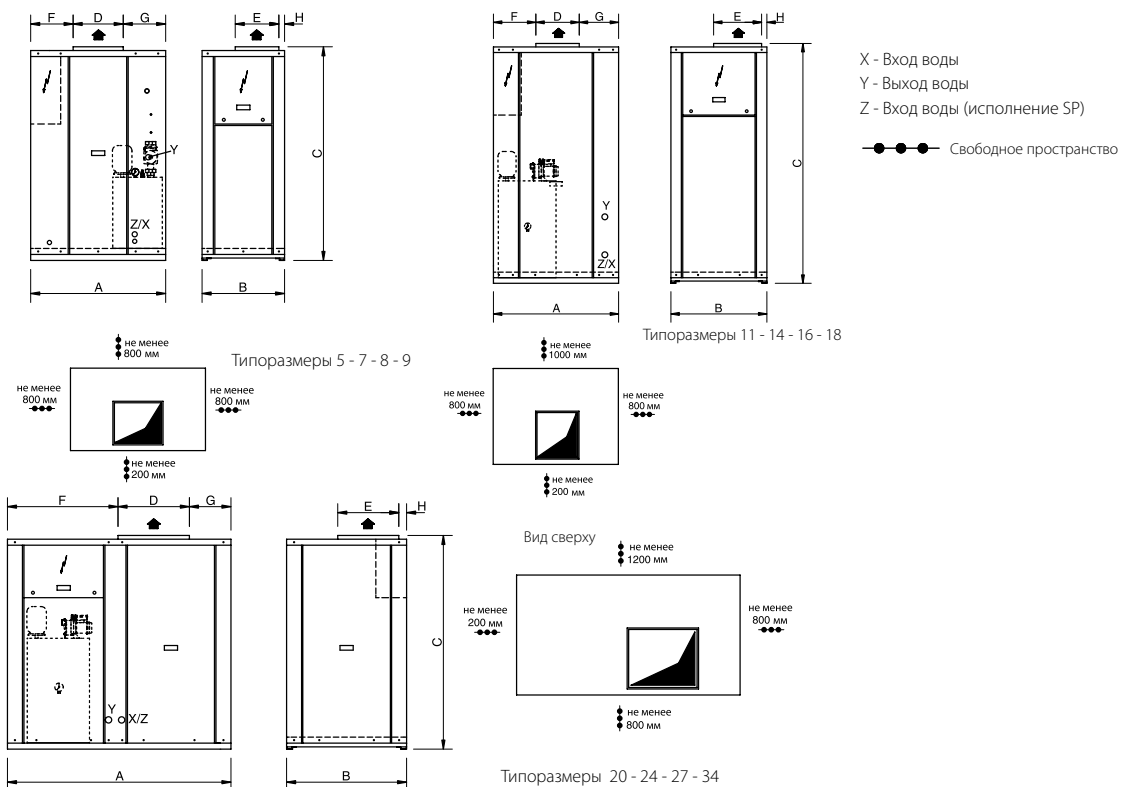 F D G E H
C
Y
Z/X
A B
F D G E H
C
Y
Z/X
A B
X - Вход воды
Y - Выход воды
Z - Вход воды (исполнение SP)
Свободное пространство
Типоразмеры 5 - 7 - 8 - 9
не менее
800 мм
не менее
800 мм
не менее
800 мм
не менее
200 мм
Типоразмеры 11 - 14 - 16 - 18
не менее
1000 мм
не менее
800 мм
не менее
800 мм
не менее
200 мм
F D G E H
C
Y X/Z
A B
Вид сверху
не менее
1200 мм
не менее
200 мм
не менее
800 мм
не менее
800 мм
Типоразмеры 20 - 24 - 27 - 34